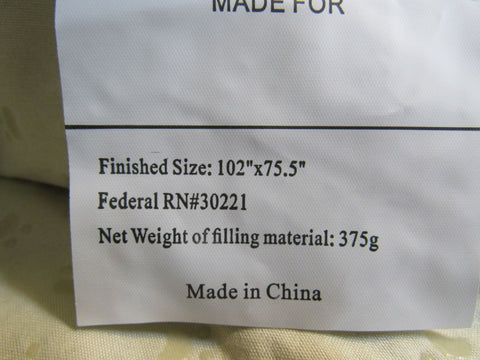 MADE FOR
Finished Size: 102"x75.5"
Federal RN#30221
Net Weight of filling material: 375g
Made in China